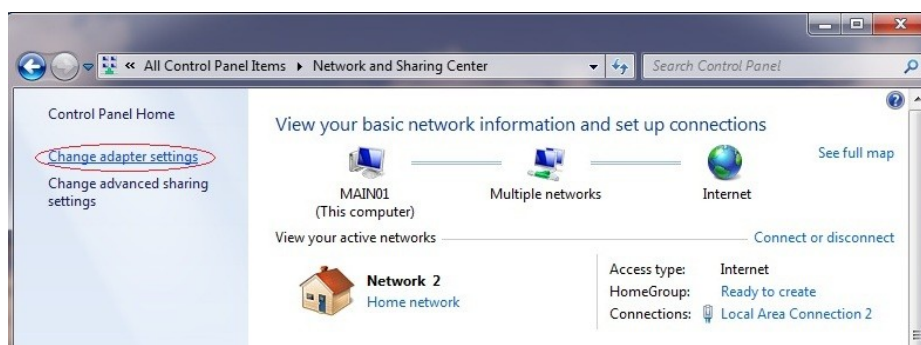 « All Control Panel Items ▸ Network and Sharing Center
Search Control Panel
Control Panel Home
Change adapter settings
Change advanced sharing
settings
View your basic network information and set up connections
See full map
MAIN01
(This computer)
Multiple networks
Internet
View your active networks
Connect or disconnect
Network 2
Home network
Access type: Internet
HomeGroup: Ready to create
Connections: Local Area Connection 2